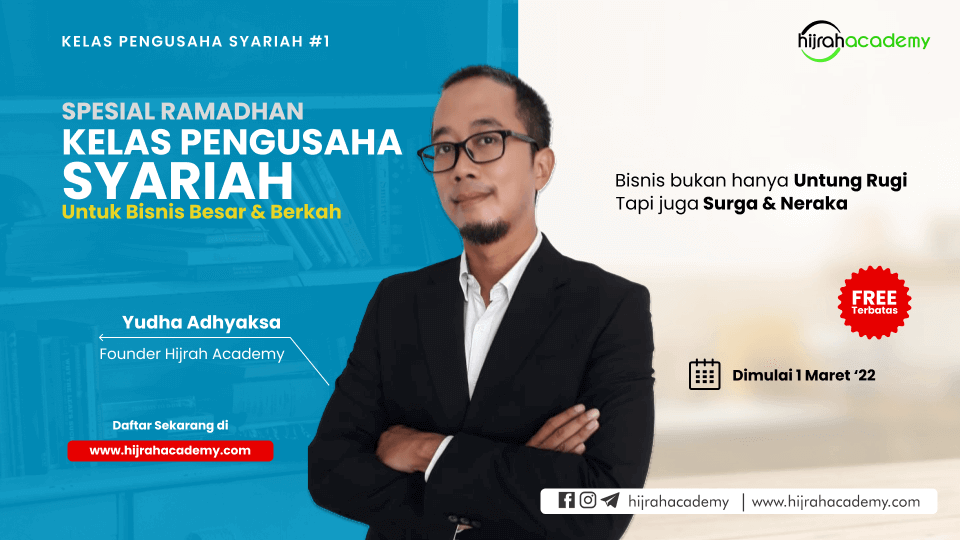 KELAS PENGUSAHA SYARIAH #1
hijrahacademy
SPESIAL RAMADHAN
KELAS PENGUSAHA
SYARIAH
Untuk Bisnis Besar & Berkah
Bisnis bukan hanya Untung Rugi
Tapi juga Surga & Neraka
FREE
Terbatas
Yudha Adhyaksa
Founder Hijrah Academy
Dimulai 1 Maret ‘22
Daftar Sekarang di
www.hijrahacademy.com
hijrahacademy | www.hijrahacademy.com